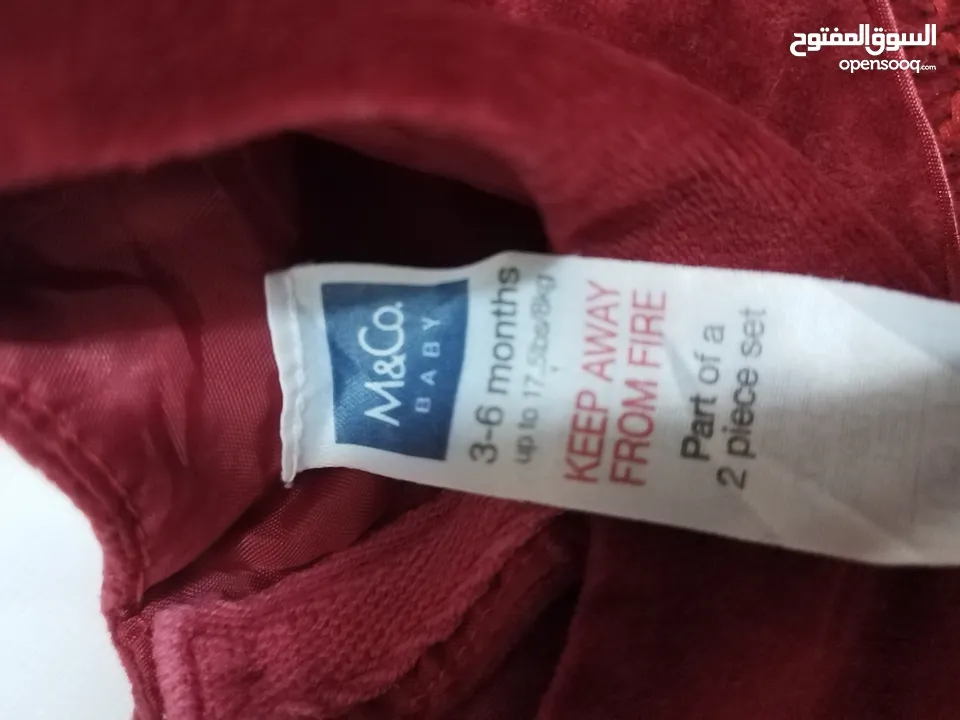 السوق المفتوح
opensooq.com
M&Co.
BABY
3-6 months
up to 17.5lbs/8kg
KEEP AWAY
FROM FIRE
Part of a
2 piece set